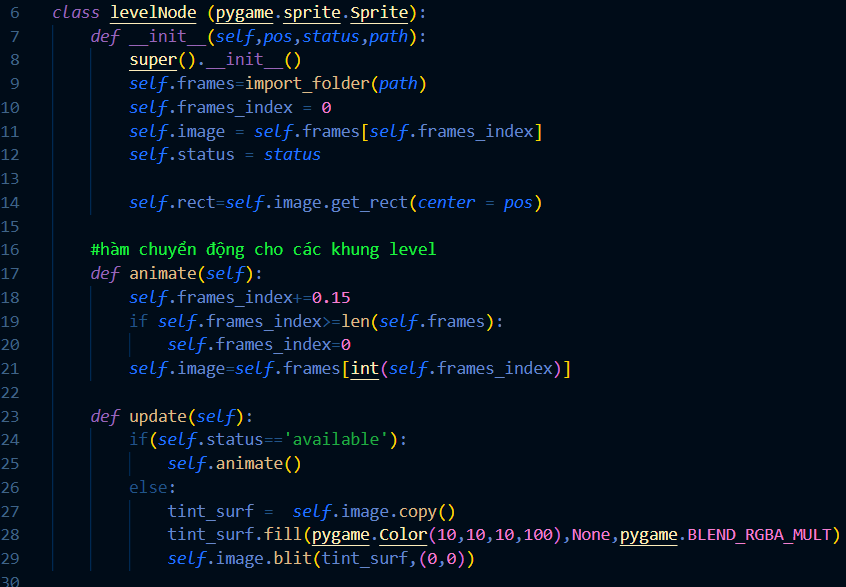 6 class levelNode (pygame.sprite.Sprite):
7 def __init__(self,pos,status,path):
8 super().__init__()
9 self.frames=import_folder(path)
10 self.frames_index = 0
11 self.image = self.frames[self.frames_index]
12 self.status = status
13
14 self.rect=self.image.get_rect(center = pos)
15
16 #hàm chuyển động cho các khung level
17 def animate(self):
18 self.frames_index+=0.15
19 if self.frames_index>=len(self.frames):
20 self.frames_index=0
21 self.image=self.frames[int(self.frames_index)]
22
23 def update(self):
24 if(self.status=='available'):
25 self.animate()
26 else:
27 tint_surf = self.image.copy()
28 tint_surf.fill(pygame.Color(10,10,10,100),None,pygame.BLEND_RGBA_MULT)
29 self.image.blit(tint_surf,(0,0))
30